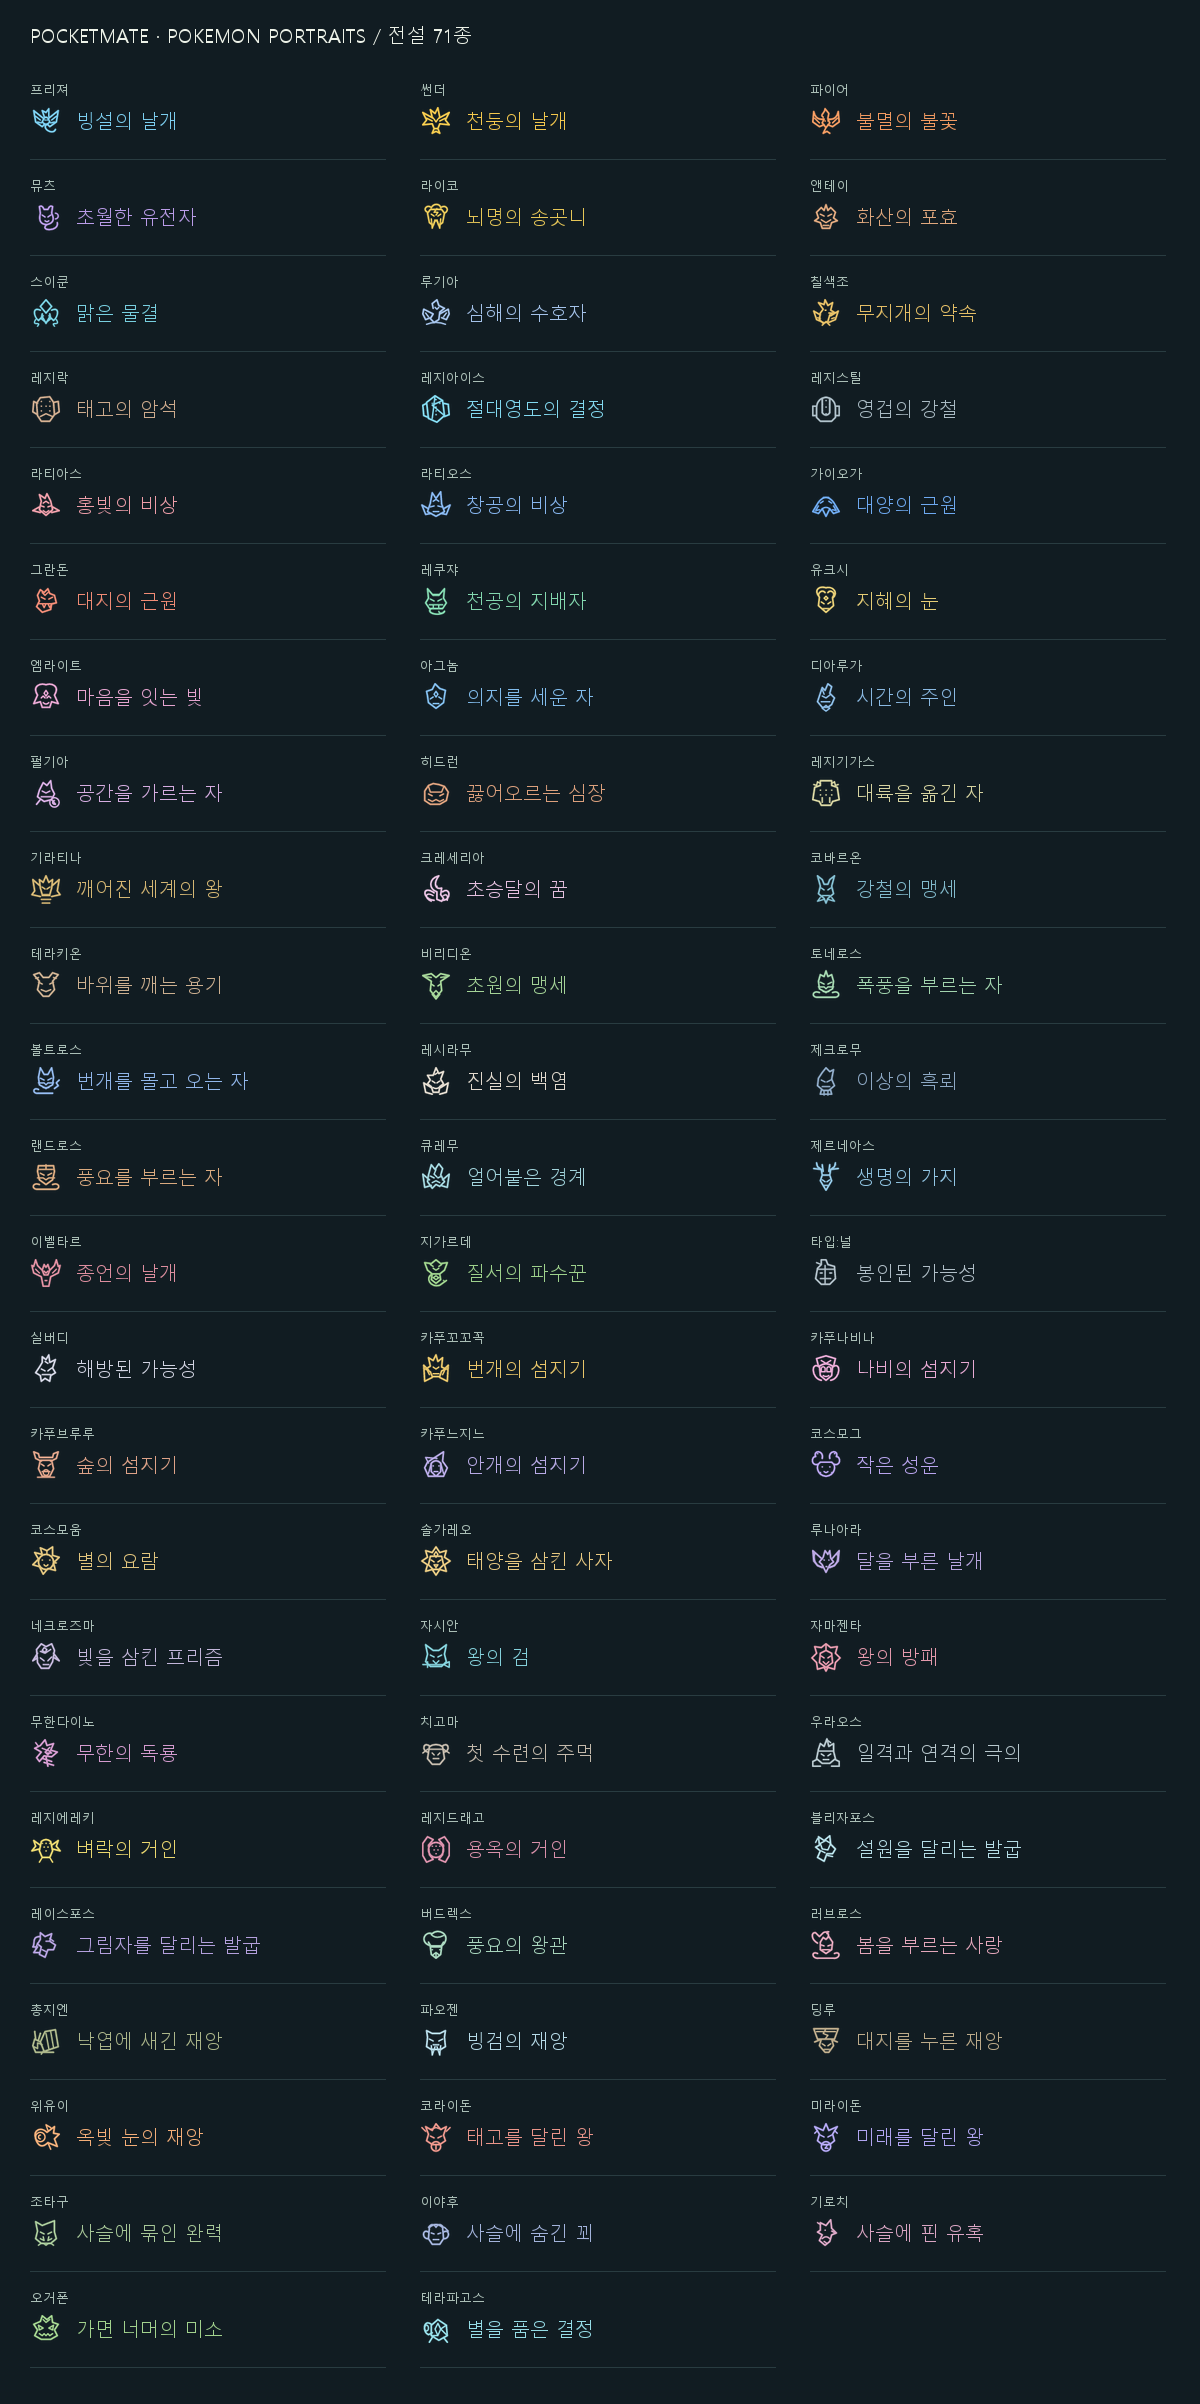 POCKETMATE · POKEMON PORTRAITS / 전설 71종
프리져
빙설의 날개
썬더
천둥의 날개
파이어
불멸의 불꽃
뮤츠
초월한 유전자
라이코
뇌명의 송곳니
앤테이
화산의 포효
스이쿤
맑은 물결
루기아
심해의 수호자
칠색조
무지개의 약속
레지락
태고의 암석
레지아이스
절대영도의 결정
레지스틸
영겁의 강철
라티아스
홍빛의 비상
라티오스
창공의 비상
가이오가
대양의 근원
그란돈
대지의 근원
레쿠쟈
천공의 지배자
유크시
지혜의 눈
엠라이트
마음을 잇는 빛
아그놈
의지를 세운 자
디아루가
시간의 주인
펄기아
공간을 가르는 자
히드런
끓어오르는 심장
레지기가스
대륙을 옮긴 자
기라티나
깨어진 세계의 왕
크레세리아
초승달의 꿈
코바르온
강철의 맹세
테라키온
바위를 깨는 용기
비리디온
초원의 맹세
토네로스
폭풍을 부르는 자
볼트로스
번개를 몰고 오는 자
레시라무
진실의 백염
제크로무
이상의 흑뢰
랜드로스
풍요를 부르는 자
큐레무
얼어붙은 경계
제르네아스
생명의 가지
이벨타르
종언의 날개
지가르데
질서의 파수꾼
타입:널
봉인된 가능성
실버디
해방된 가능성
카푸꼬꼬꼭
번개의 섬지기
카푸나비나
나비의 섬지기
카푸브루루
숲의 섬지기
카푸느지느
안개의 섬지기
코스모그
작은 성운
코스모움
별의 요람
솔가레오
태양을 삼킨 사자
루나아라
달을 부른 날개
네크로즈마
빛을 삼킨 프리즘
자시안
왕의 검
자마젠타
왕의 방패
무한다이노
무한의 독룡
치고마
첫 수련의 주먹
우라오스
일격과 연격의 극의
레지에레키
벼락의 거인
레지드래고
용옥의 거인
블리자포스
설원을 달리는 발굽
레이스포스
그림자를 달리는 발굽
버드렉스
풍요의 왕관
러브로스
봄을 부르는 사랑
총지엔
낙엽에 새긴 재앙
파오젠
빙검의 재앙
딩루
대지를 누른 재앙
위유이
옥빛 눈의 재앙
코라이돈
태고를 달린 왕
미라이돈
미래를 달린 왕
조타구
사슬에 묶인 완력
이야후
사슬에 숨긴 꾀
기로치
사슬에 핀 유혹
오거폰
가면 너머의 미소
테라파고스
별을 품은 결정